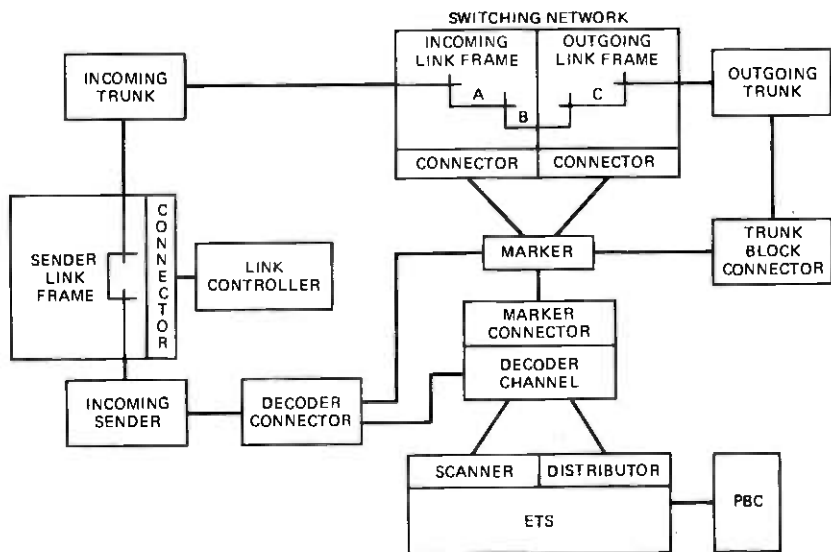 SWITCHING NETWORK
INCOMING
LINK FRAME
OUTGOING
LINK FRAME
A
B
C
CONNECTOR
CONNECTOR
INCOMING
TRUNK
OUTGOING
TRUNK
SENDER
LINK
FRAME
CONNECTOR
LINK
CONTROLLER
MARKER
TRUNK
BLOCK
CONNECTOR
MARKER
CONNECTOR
DECODER
CHANNEL
INCOMING
SENDER
DECODER
CONNECTOR
SCANNER
DISTRIBUTOR
ETS
PBC